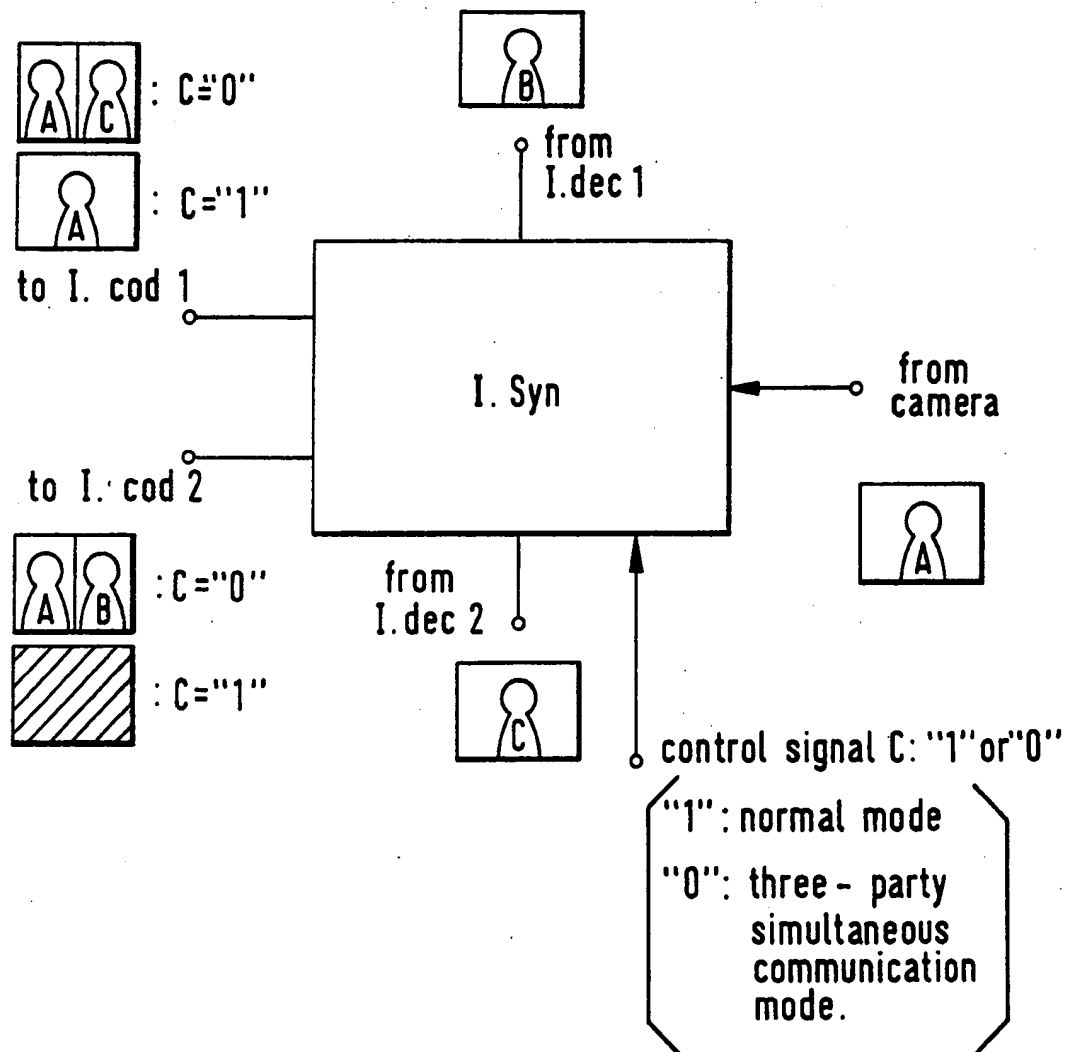 B
A C : C="0"
from
I.dec 1
A : C="1"
to I. cod 1
I. Syn
from
camera
to I. cod 2
A
A B : C="0"
from
I.dec 2
: C="1"
C
control signal C: "1" or "0"
"1": normal mode
"0": three - party
simultaneous
communication
mode.